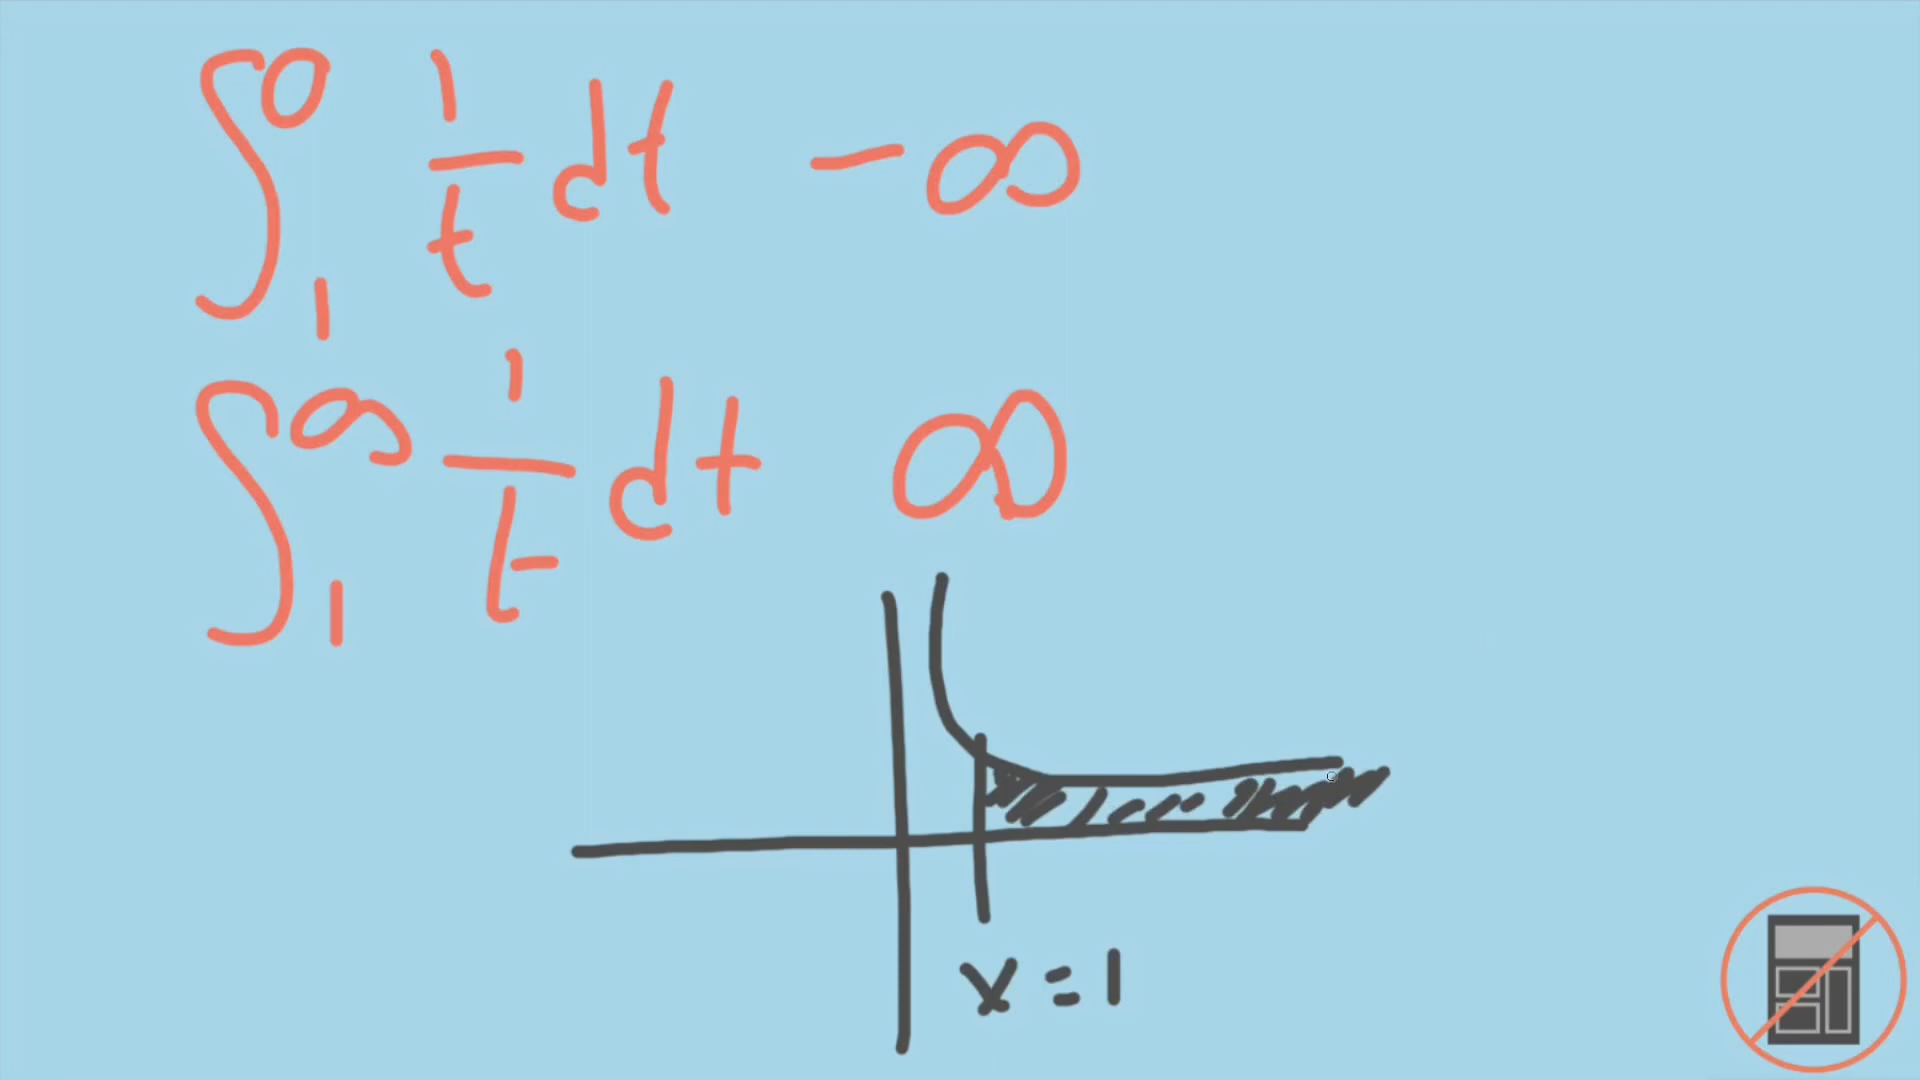 ∫₁⁰ 1/t dt -∞
∫₁^∞ 1/t dt ∞
x = 1